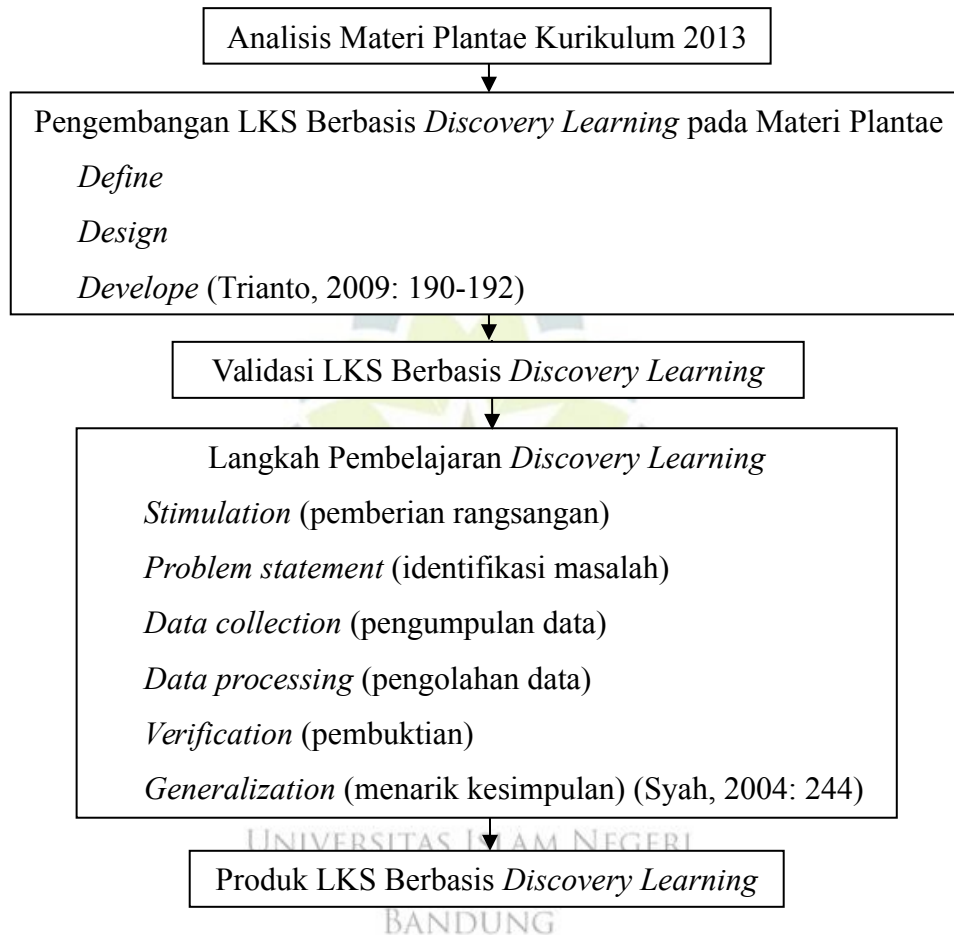 Analisis Materi Plantae Kurikulum 2013
Pengembangan LKS Berbasis Discovery Learning pada Materi Plantae
Define
Design
Develope (Trianto, 2009: 190-192)
Validasi LKS Berbasis Discovery Learning
Langkah Pembelajaran Discovery Learning
Stimulation (pemberian rangsangan)
Problem statement (identifikasi masalah)
Data collection (pengumpulan data)
Data processing (pengolahan data)
Verification (pembuktian)
Generalization (menarik kesimpulan) (Syah, 2004: 244)
UNIVERSITAS ISLAM NEGERI
Produk LKS Berbasis Discovery Learning
BANDUNG